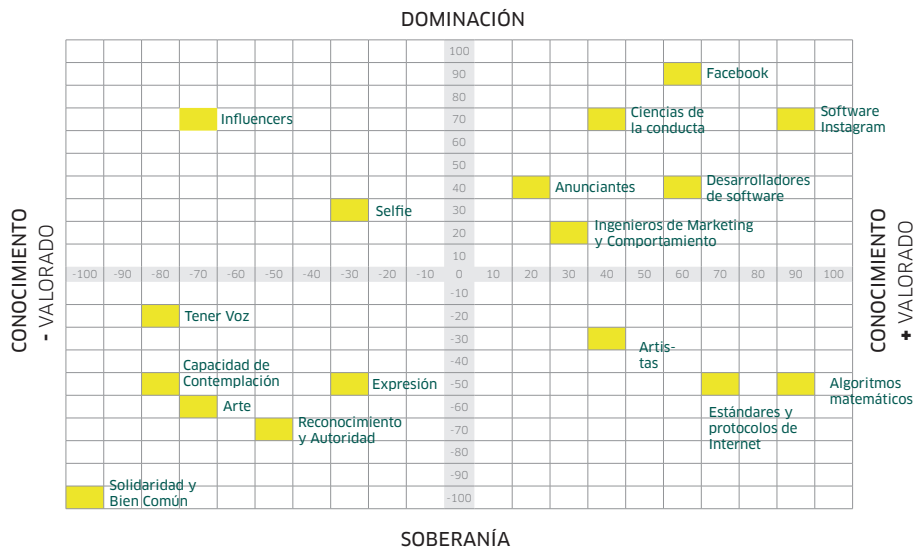 DOMINACIÓN
100
90
Facebook
80
70
Influencers
Ciencias de
la conducta
Software
Instagram
60
50
40
Anunciantes
Desarrolladores
de software
30
Selfie
20
Ingenieros de Marketing
y Comportamiento
10
CONOCIMIENTO
- VALORADO
-100 -90 -80 -70 -60 -50 -40 -30 -20 -10 0 10 20 30 40 50 60 70 80 90 100
CONOCIMIENTO
+ VALORADO
-10
-20
Tener Voz
-30
Artis-
tas
-40
-50
Capacidad de
Contemplación
Expresión
Algoritmos
matemáticos
-60
Arte
Estándares y
protocolos de
Internet
-70
Reconocimiento
y Autoridad
-80
-90
-100
Solidaridad y
Bien Común
SOBERANÍA